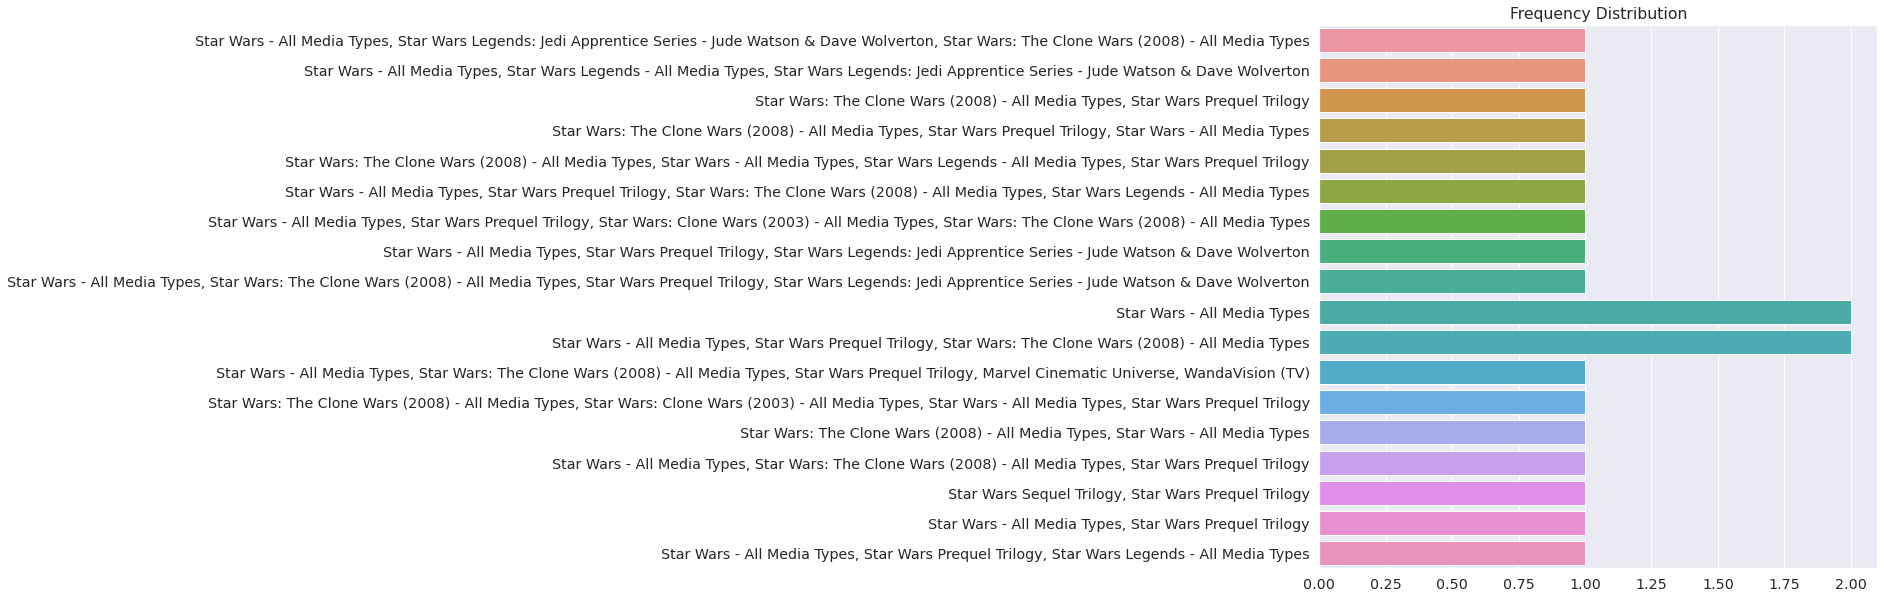 Frequency Distribution
Star Wars - All Media Types, Star Wars Legends: Jedi Apprentice Series - Jude Watson & Dave Wolverton, Star Wars: The Clone Wars (2008) - All Media Types
Star Wars - All Media Types, Star Wars Legends - All Media Types, Star Wars Legends: Jedi Apprentice Series - Jude Watson & Dave Wolverton
Star Wars: The Clone Wars (2008) - All Media Types, Star Wars Prequel Trilogy
Star Wars: The Clone Wars (2008) - All Media Types, Star Wars Prequel Trilogy, Star Wars - All Media Types
Star Wars: The Clone Wars (2008) - All Media Types, Star Wars - All Media Types, Star Wars Legends - All Media Types, Star Wars Prequel Trilogy
Star Wars - All Media Types, Star Wars Prequel Trilogy, Star Wars: The Clone Wars (2008) - All Media Types, Star Wars Legends - All Media Types
Star Wars - All Media Types, Star Wars Prequel Trilogy, Star Wars: Clone Wars (2003) - All Media Types, Star Wars: The Clone Wars (2008) - All Media Types
Star Wars - All Media Types, Star Wars Prequel Trilogy, Star Wars Legends: Jedi Apprentice Series - Jude Watson & Dave Wolverton
Star Wars - All Media Types, Star Wars: The Clone Wars (2008) - All Media Types, Star Wars Prequel Trilogy, Star Wars Legends: Jedi Apprentice Series - Jude Watson & Dave Wolverton
Star Wars - All Media Types
Star Wars - All Media Types, Star Wars Prequel Trilogy, Star Wars: The Clone Wars (2008) - All Media Types
Star Wars - All Media Types, Star Wars: The Clone Wars (2008) - All Media Types, Star Wars Prequel Trilogy, Marvel Cinematic Universe, WandaVision (TV)
Star Wars: The Clone Wars (2008) - All Media Types, Star Wars: Clone Wars (2003) - All Media Types, Star Wars - All Media Types, Star Wars Prequel Trilogy
Star Wars: The Clone Wars (2008) - All Media Types, Star Wars - All Media Types
Star Wars - All Media Types, Star Wars: The Clone Wars (2008) - All Media Types, Star Wars Prequel Trilogy
Star Wars Sequel Trilogy, Star Wars Prequel Trilogy
Star Wars - All Media Types, Star Wars Prequel Trilogy
Star Wars - All Media Types, Star Wars Prequel Trilogy, Star Wars Legends - All Media Types
0.00 0.25 0.50 0.75 1.00 1.25 1.50 1.75 2.00